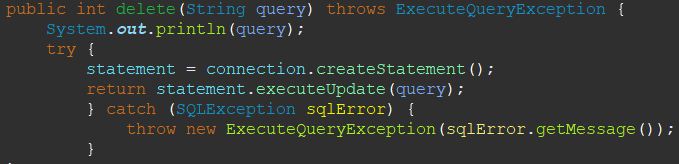 public int delete(String query) throws ExecuteQueryException {
    System.out.println(query);
    try {
        statement = connection.createStatement();
        return statement.executeUpdate(query);
        } catch (SQLException sqlError) {
            throw new ExecuteQueryException(sqlError.getMessage());
        }